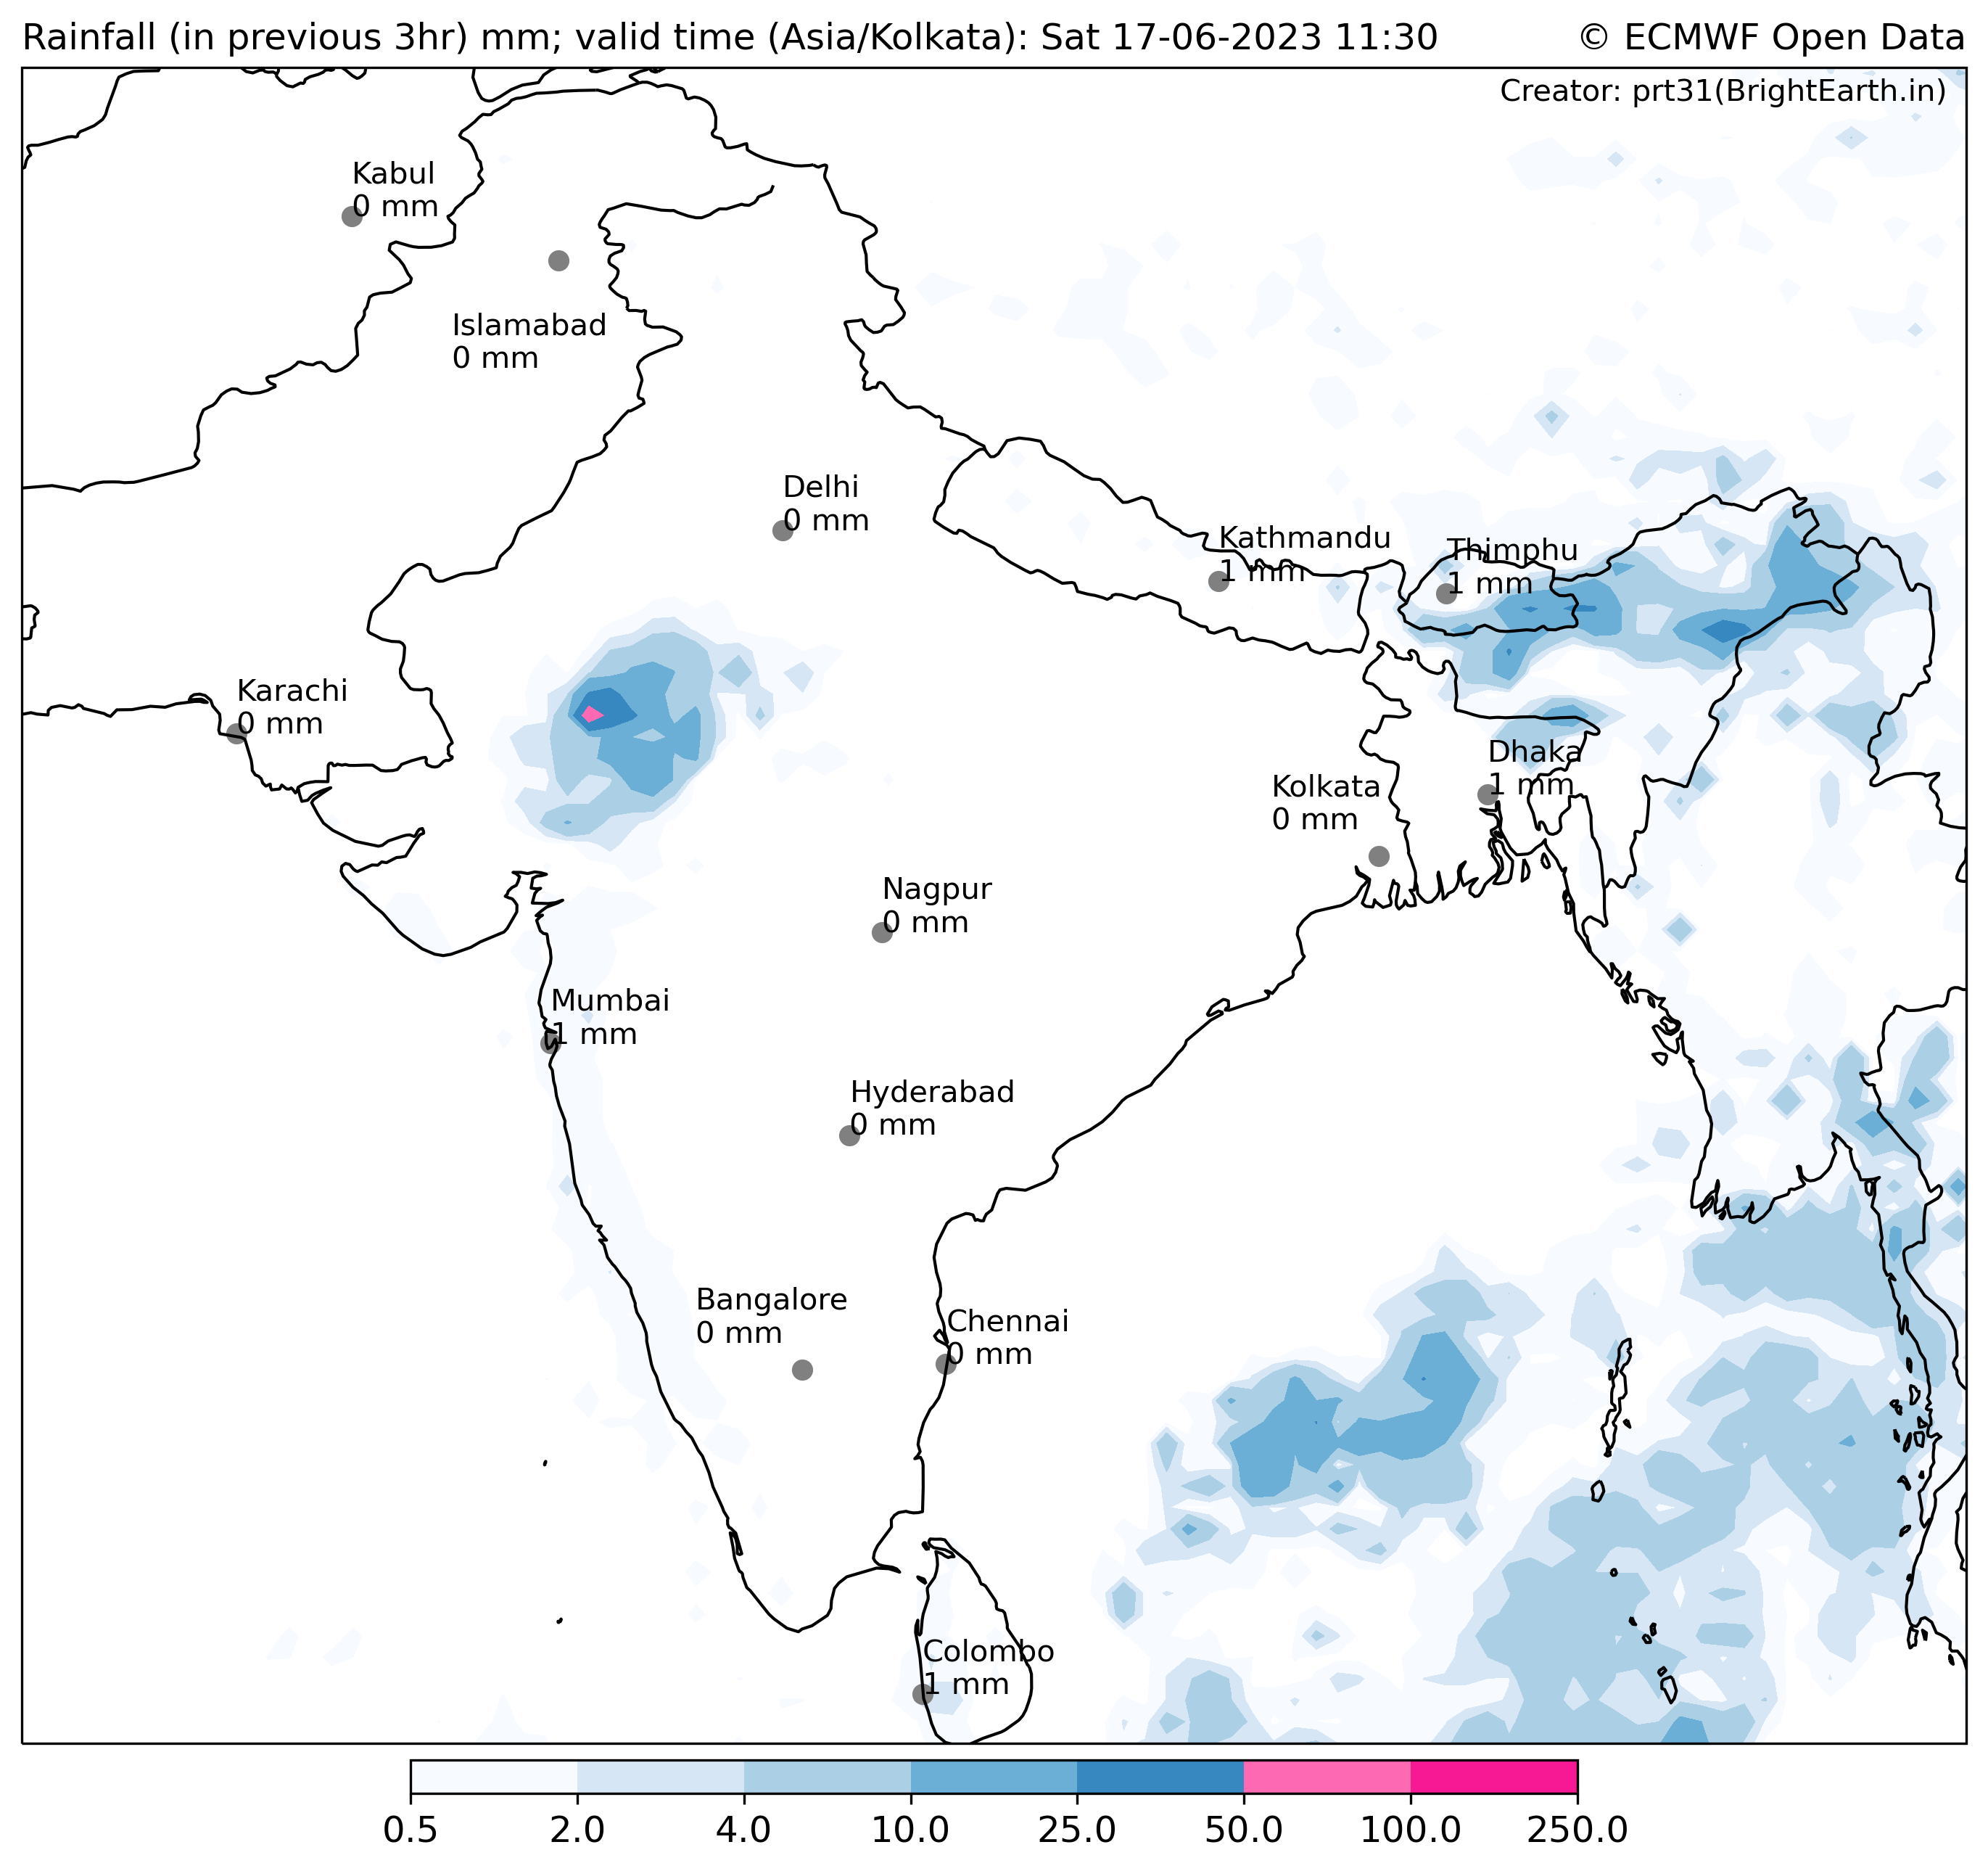 Rainfall (in previous 3hr) mm; valid time (Asia/Kolkata): Sat 17-06-2023 11:30
© ECMWF Open Data
Creator: prt31(BrightEarth.in)
Kabul
0 mm
Islamabad
0 mm
Delhi
0 mm
Kathmandu
1 mm
Thimphu
1 mm
Karachi
0 mm
Dhaka
1 mm
Kolkata
0 mm
Nagpur
0 mm
Mumbai
1 mm
Hyderabad
0 mm
Bangalore
0 mm
Chennai
0 mm
Colombo
1 mm
0.5 2.0 4.0 10.0 25.0 50.0 100.0 250.0